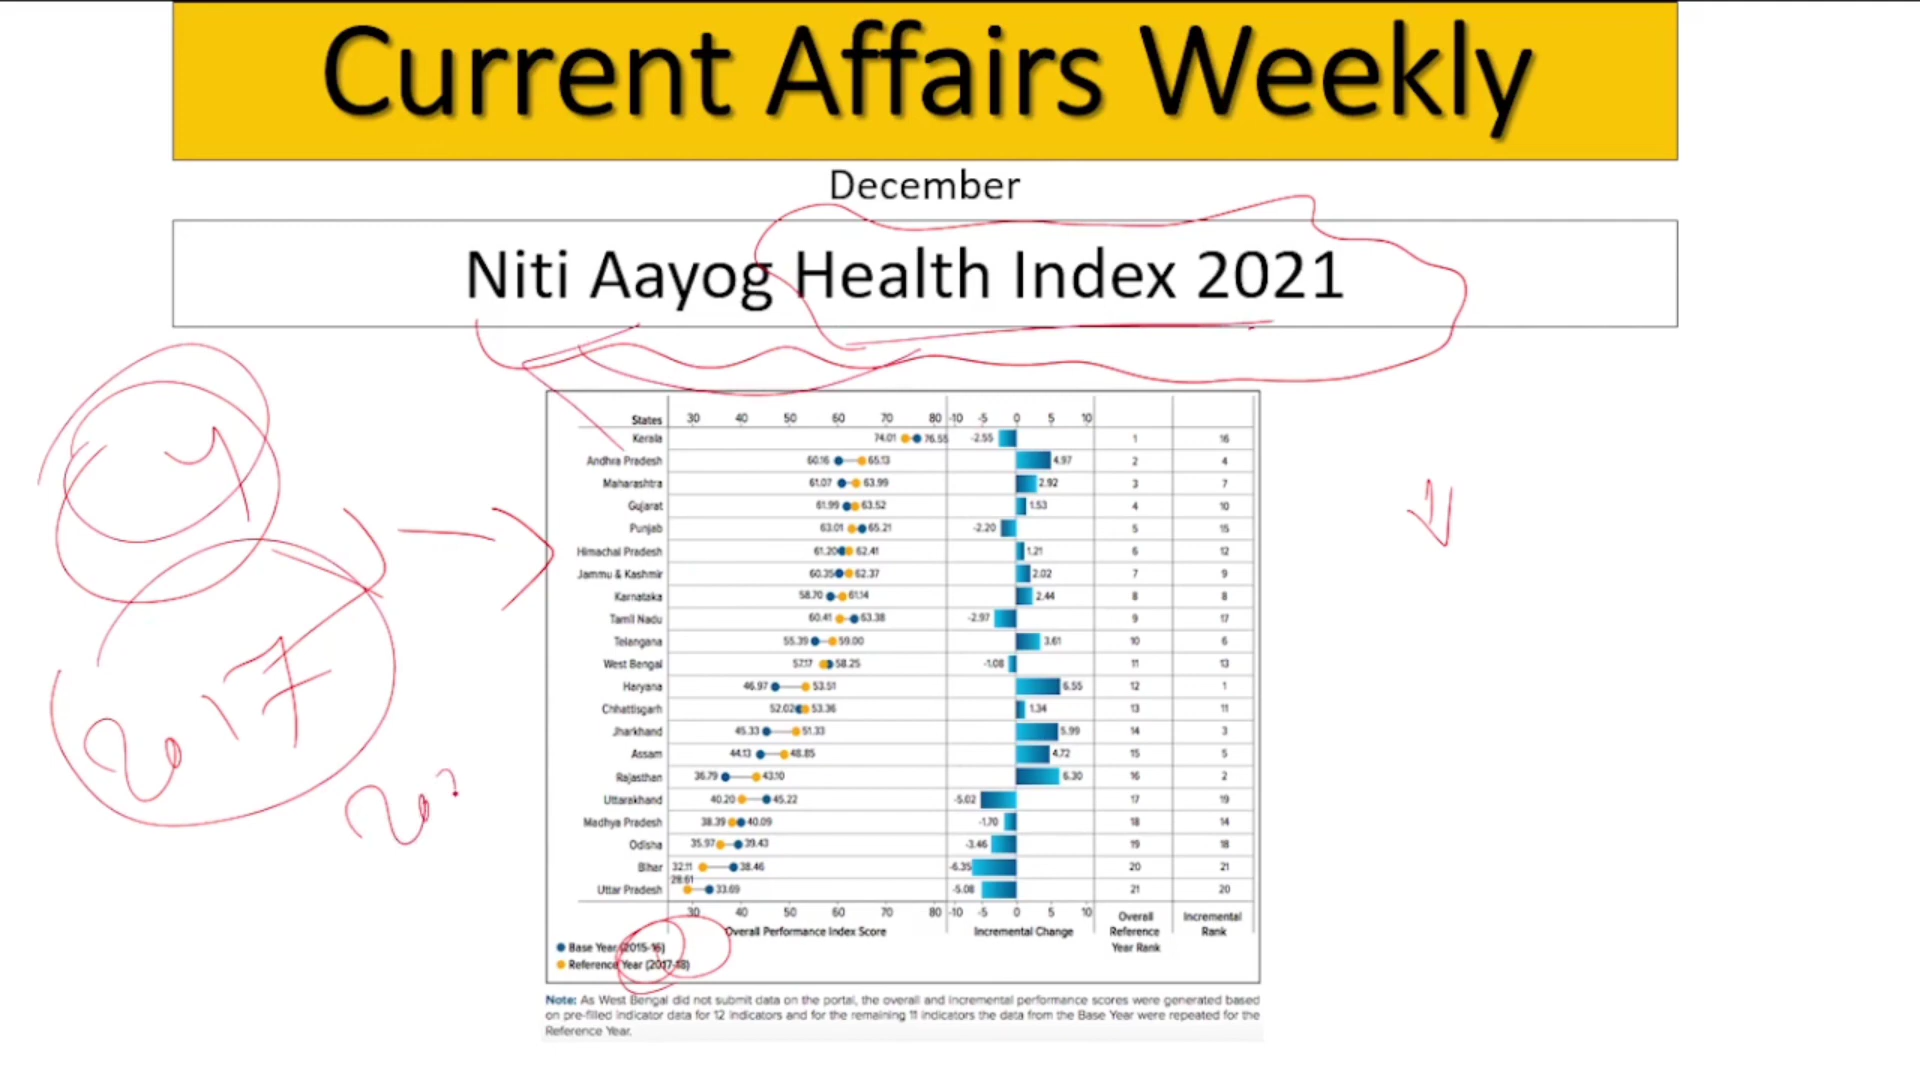 Current Affairs Weekly
December
Niti Aayog Health Index 2021
States 30 40 50 60 70 80 -10 -5 0 5 10
Kerala 74.01 76.55 -2.55 1 16
Andhra Pradesh 60.16 65.13 4.97 2 4
Maharashtra 61.07 63.99 2.92 3 7
Gujarat 61.99 63.52 1.53 4 10
Punjab 63.01 65.21 -2.20 5 15
Himachal Pradesh 61.20 62.41 1.21 6 12
Jammu & Kashmir 60.35 62.37 2.02 7 9
Karnataka 58.70 61.14 2.44 8 8
Tamil Nadu 60.41 63.38 -2.97 9 17
Telangana 55.39 59.00 3.61 10 6
West Bengal 57.17 58.25 -1.08 11 13
Haryana 46.97 53.51 6.55 12 1
Chhattisgarh 52.02 53.36 1.34 13 11
Jharkhand 45.33 51.33 5.99 14 3
Assam 44.13 48.85 4.72 15 5
Rajasthan 36.79 43.10 6.30 16 2
Uttarakhand 40.20 45.22 -5.02 17 19
Madhya Pradesh 38.39 40.09 -1.70 18 14
Odisha 35.97 39.43 -3.46 19 18
Bihar 32.11 38.46 -6.35 20 21
Uttar Pradesh 28.61 33.69 -5.08 21 20
30 40 50 60 70 80 -10 -5 0 5 10
Overall Performance Index Score Incremental Change Overall Reference Year Rank Incremental Rank
Base Year (2015-16)
Reference Year (2017-18)
Note: As West Bengal did not submit data on the portal, the overall and incremental performance scores were generated based
on pre-filled indicator data for 12 indicators and for the remaining 11 indicators the data from the Base Year were repeated for the
Reference Year.
4
2017